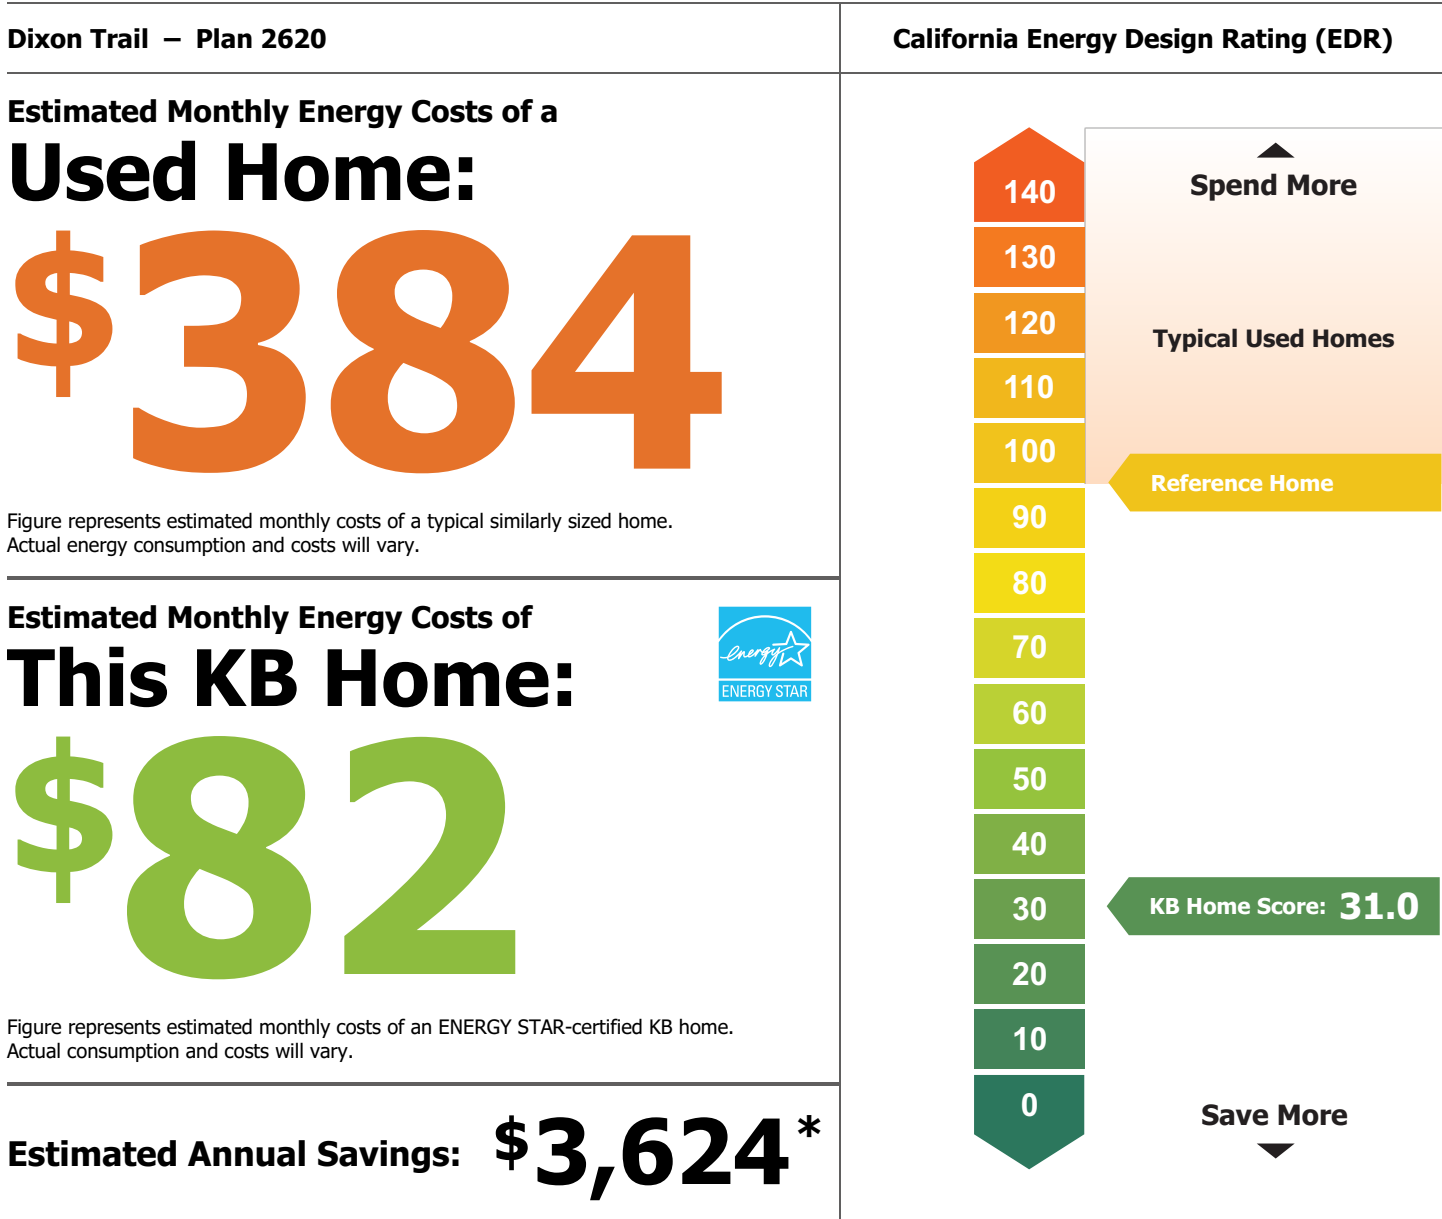 Dixon Trail – Plan 2620
Estimated Monthly Energy Costs of a
Used Home:
$384
Figure represents estimated monthly costs of a typical similarly sized home.
Actual energy consumption and costs will vary.
Estimated Monthly Energy Costs of
This KB Home:
energy
ENERGY STAR
$82
Figure represents estimated monthly costs of an ENERGY STAR-certified KB home.
Actual consumption and costs will vary.
Estimated Annual Savings: $3,624*
California Energy Design Rating (EDR)
140
Spend More
130
120
Typical Used Homes
110
100
Reference Home
90
80
70
60
50
40
30
KB Home Score: 31.0
20
10
0
Save More